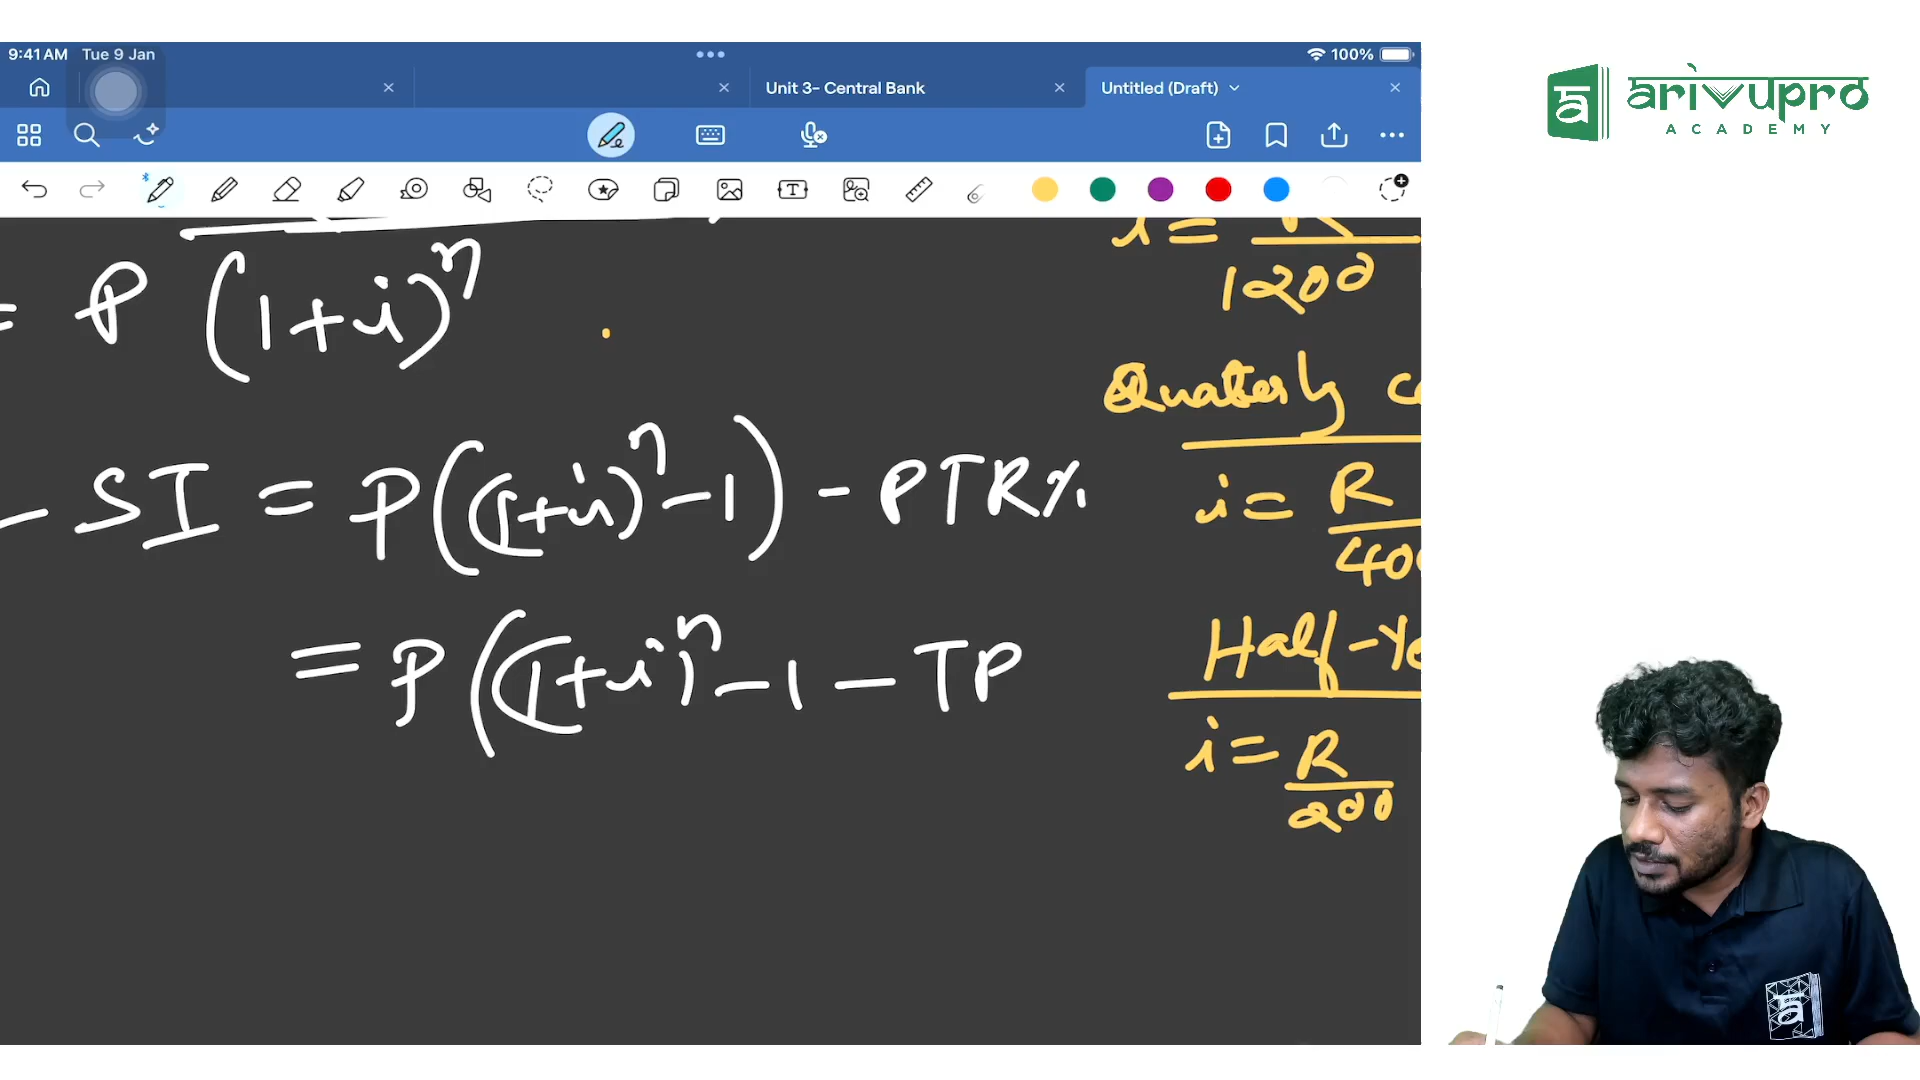 9:41 AM Tue 9 Jan
100%
Unit 3- Central Bank
Untitled (Draft)
arivupro
ACADEMY
= P (1+i)^n
- SI = P((1+i)^n - 1) - PTR%
= P((1+i)^n - 1 - TP
i =
1200
Quaterly
i = R
400
Half-Ye
i = R
200